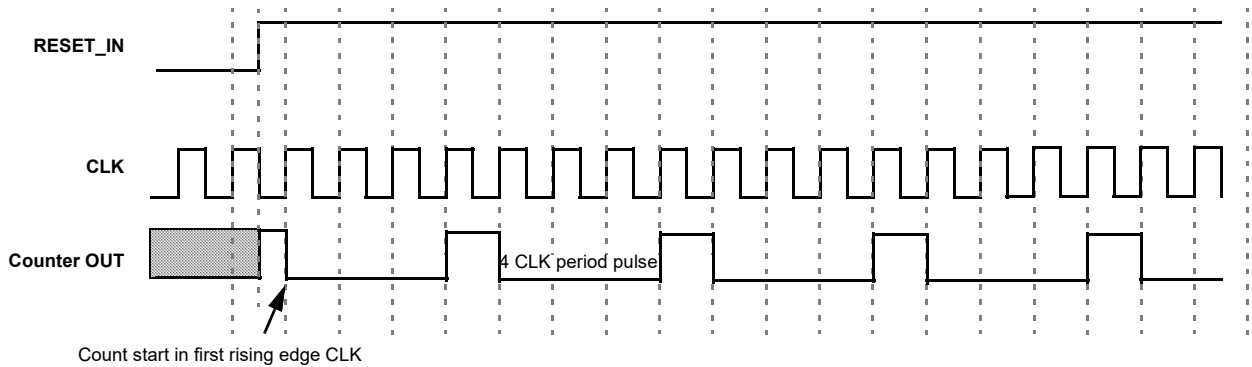 RESET_IN
CLK
Counter OUT
4 CLK period pulse
Count start in first rising edge CLK